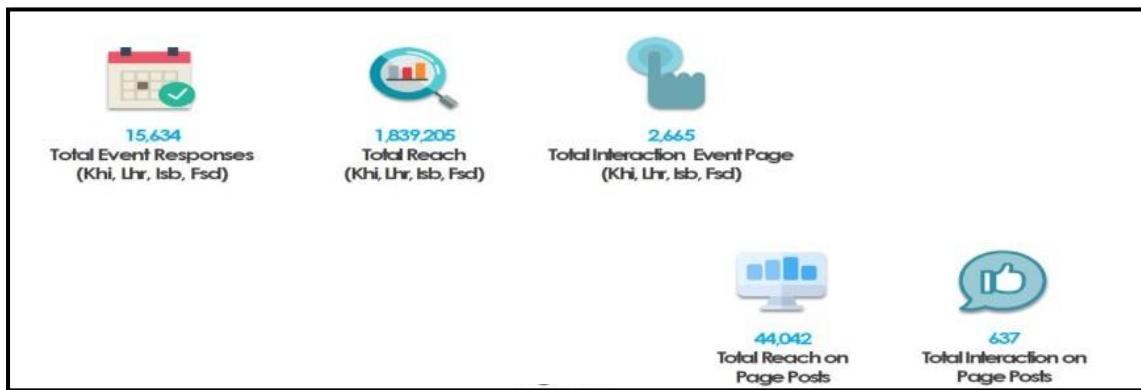 15,634
Total Event Responses
(Khi, Lhr, Isb, Fsd)
1,839,205
Total Reach
(Khi, Lhr, Isb, Fsd)
2,665
Total Interaction Event Page
(Khi, Lhr, Isb, Fsd)
44,042
Total Reach on
Page Posts
637
Total Interaction on
Page Posts